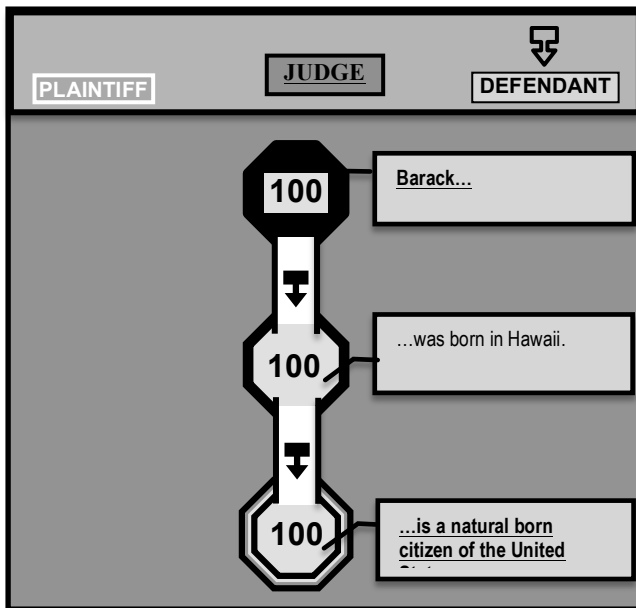 JUDGE
PLAINTIFF
DEFENDANT
100
Barack…
100
…was born in Hawaii.
100
…is a natural born
citizen of the United